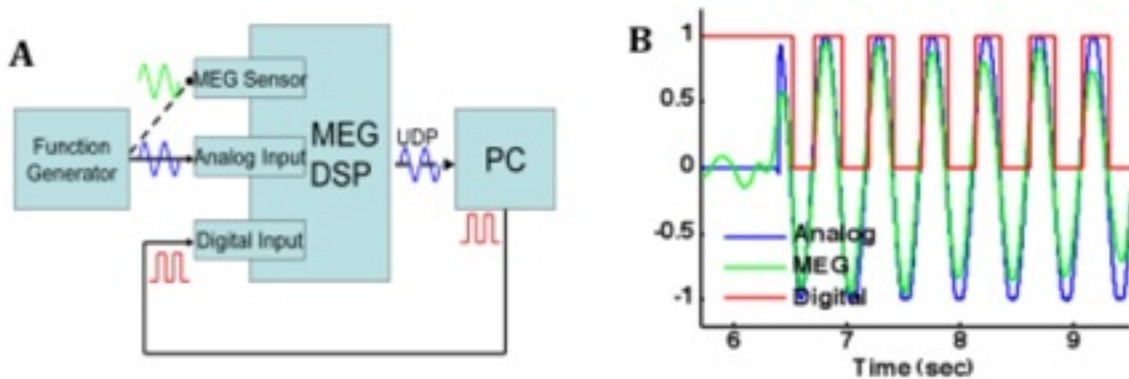 A
MEG Sensor
Function
Generator
Analog Input
MEG
DSP
UDP
PC
Digital Input
B
1
0.5
0
-0.5
-1
Analog
MEG
Digital
6
7
8
9
Time (sec)